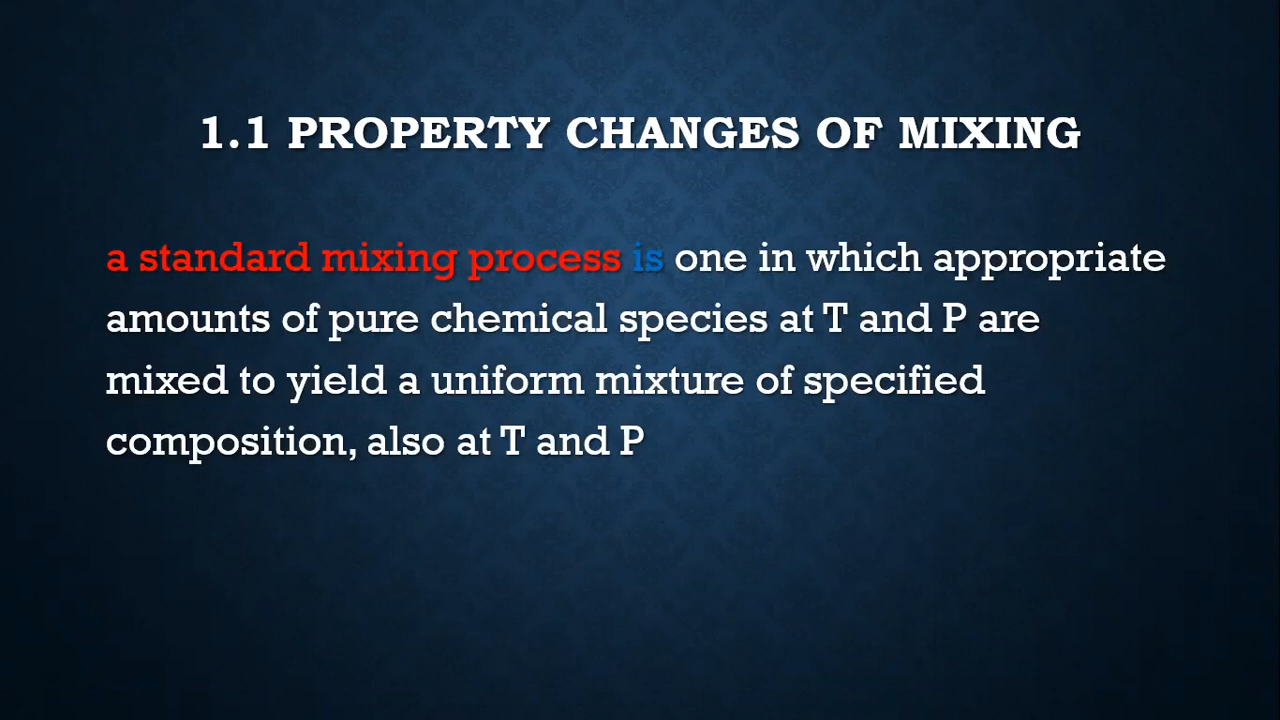 1.1 PROPERTY CHANGES OF MIXING
a standard mixing process is one in which appropriate
amounts of pure chemical species at T and P are
mixed to yield a uniform mixture of specified
composition, also at T and P